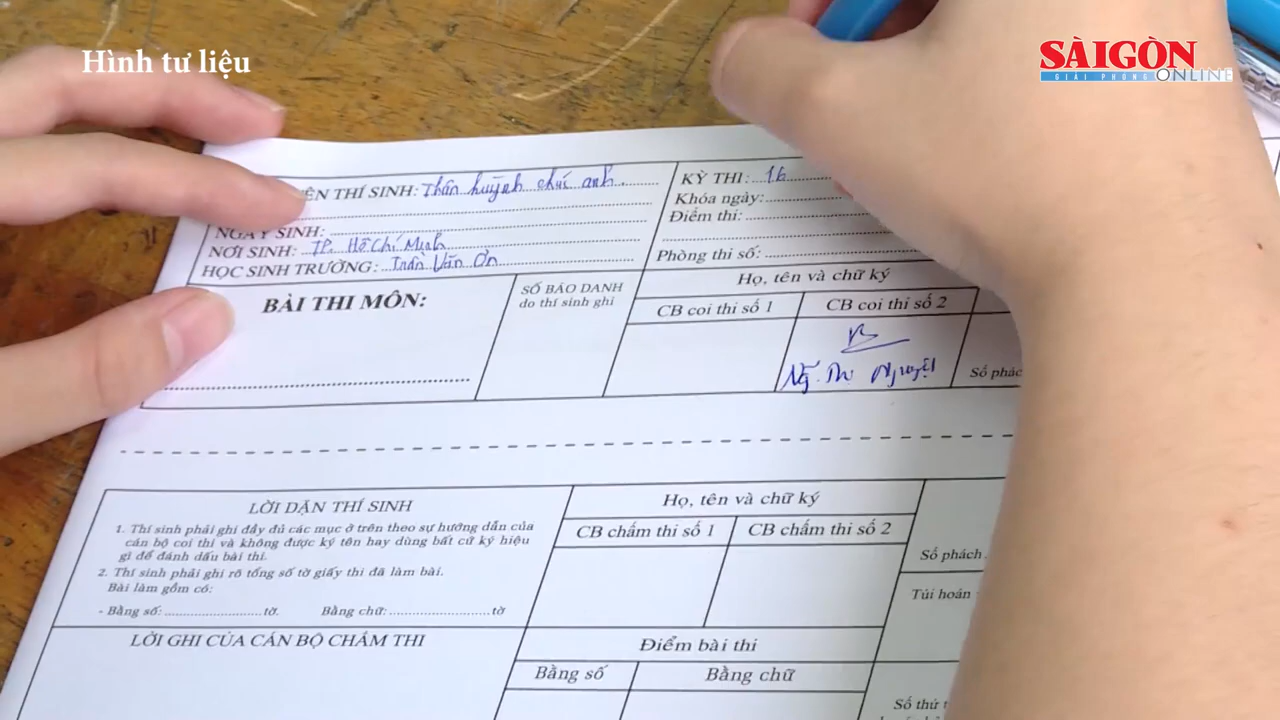 Hình tư liệu
SÀIGÒN
GIẢI PHÓNG ONLINE
ÊN THÍ SINH: Thân Huỳnh Chúc Anh
NGÀY SINH:
NƠI SINH: TP. Hồ Chí Minh
HỌC SINH TRƯỜNG: Trần Văn Ơn
KỲ THI: 16
Khóa ngày:
Điểm thi:
Phòng thi số:
BÀI THI MÔN:
SỐ BÁO DANH
do thí sinh ghi
Họ, tên và chữ ký
CB coi thi số 1
CB coi thi số 2
Ng. Thị Nguyệt
Số phác
LỜI DẶN THÍ SINH
1. Thí sinh phải ghi đầy đủ các mục ở trên theo sự hướng dẫn của
cán bộ coi thi và không được ký tên hay dùng bất cứ ký hiệu
gì để đánh dấu bài thi.
2. Thí sinh phải ghi rõ tổng số tờ giấy thi đã làm bài.
Bài làm gồm có:
- Bằng số: tờ. Bằng chữ: tờ
Họ, tên và chữ ký
CB chấm thi số 1
CB chấm thi số 2
Số phách
Túi hoán
LỜI GHI CỦA CÁN BỘ CHẤM THI
Điểm bài thi
Bằng số
Bằng chữ
Số thứ t